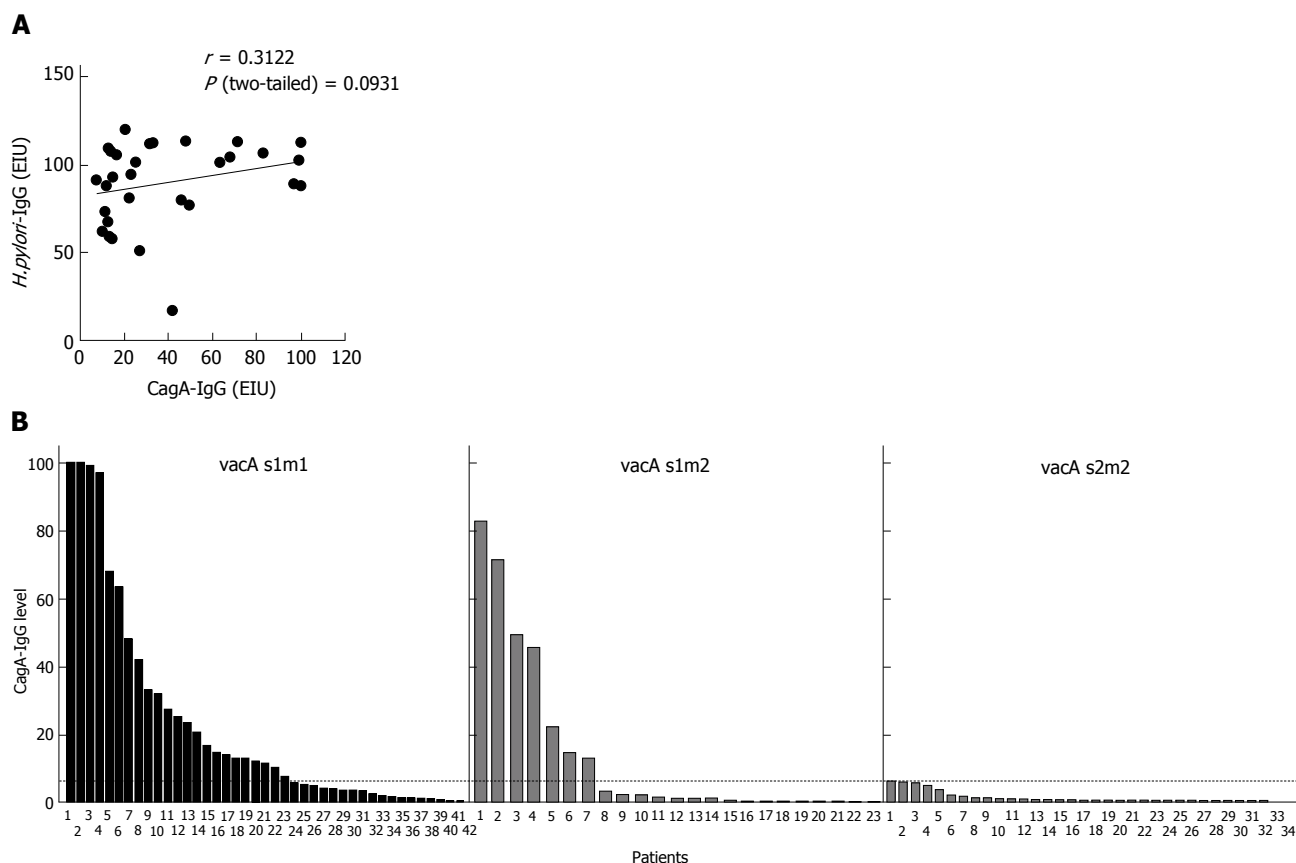 A
r = 0.3122
P (two-tailed) = 0.0931
150
100
50
0
H.pylori-IgG (EIU)
0 20 40 60 80 100 120
CagA-IgG (EIU)
B
vacA s1m1 vacA s1m2 vacA s2m2
100
80
60
40
20
0
CagA-IgG level
1 3 5 7 9 11 13 15 17 19 21 23 25 27 29 31 33 35 37 39 41 1 2 3 4 5 6 7 8 9 10 11 12 13 14 15 16 17 18 19 20 21 22 23 1 3 5 7 9 11 13 15 17 19 21 23 25 27 29 31 33
2 4 6 8 10 12 14 16 18 20 22 24 26 28 30 32 34 36 38 40 42 2 4 6 8 10 12 14 16 18 20 22 24 26 28 30 32 34
Patients